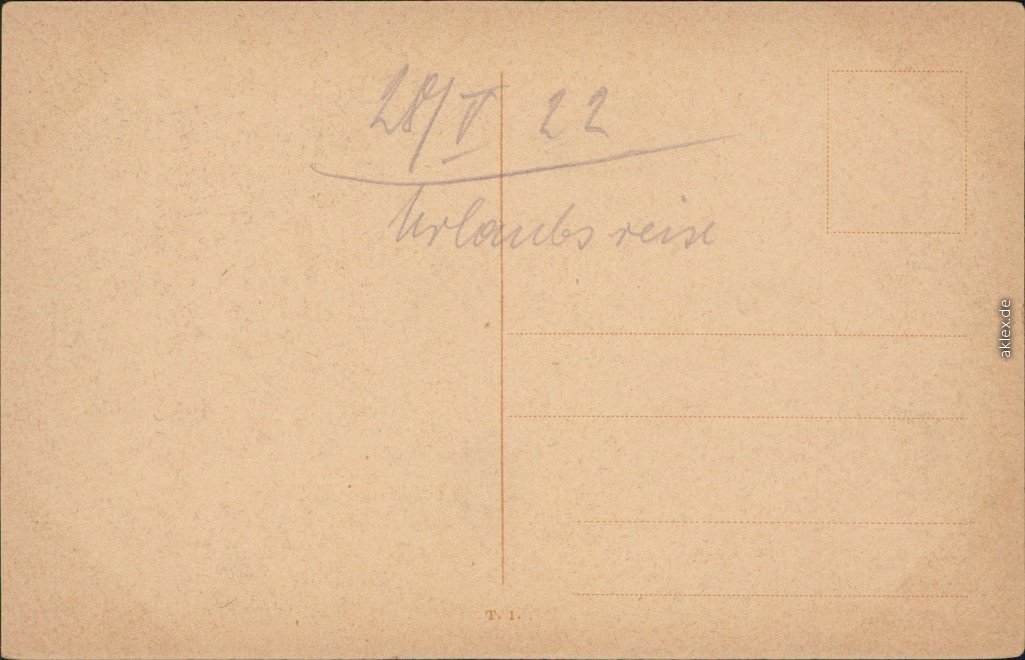 28/V 22
Urlaubsreise
T. 1.
aklex.de